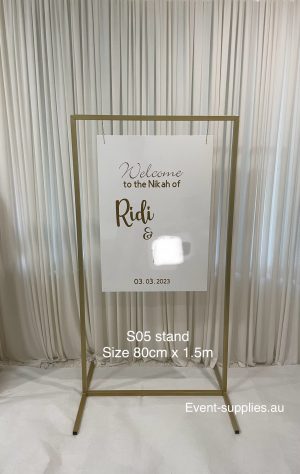 Welcome
to the Nikah of
Ridi
&
03.03.2023
S05 stand
Size 80cm x 1.5m
Event-supplies.au